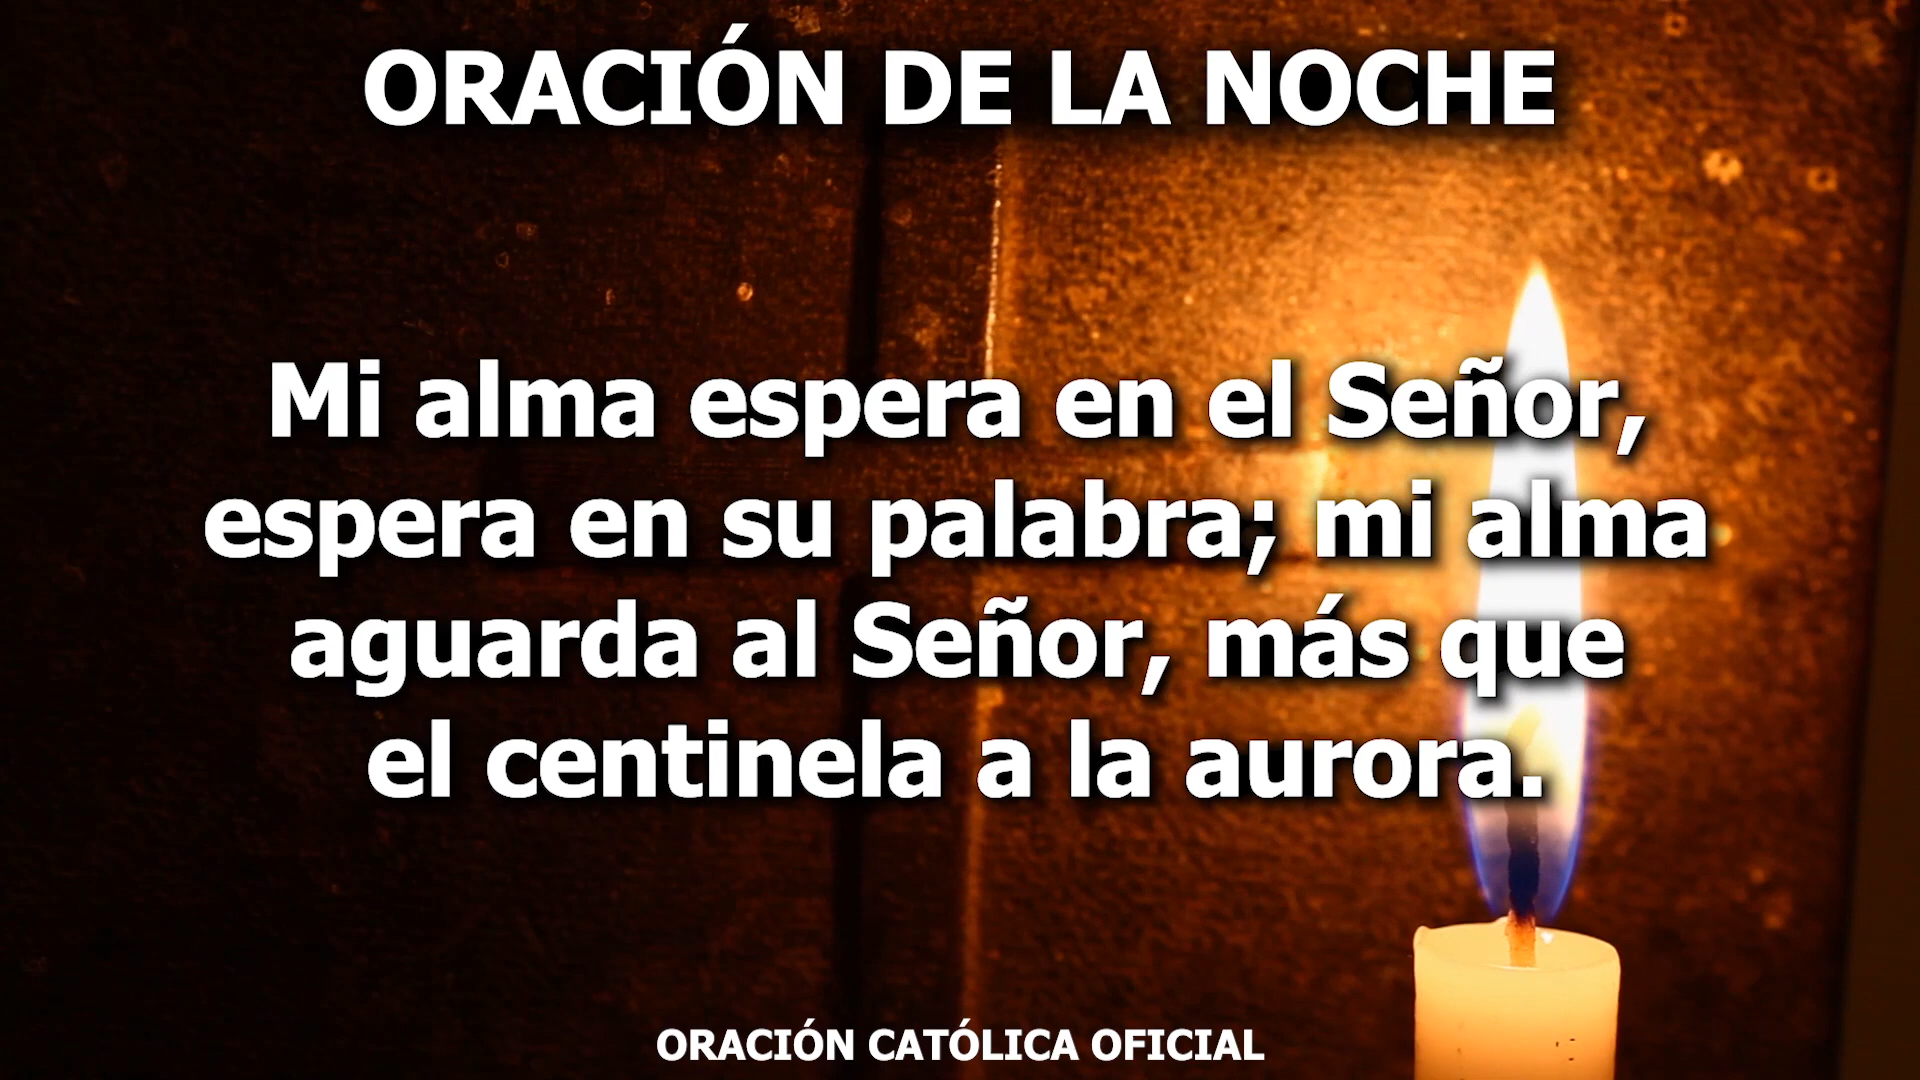 ORACIÓN DE LA NOCHE
Mi alma espera en el Señor,
espera en su palabra; mi alma
aguarda al Señor, más que
el centinela a la aurora.
ORACIÓN CATÓLICA OFICIAL